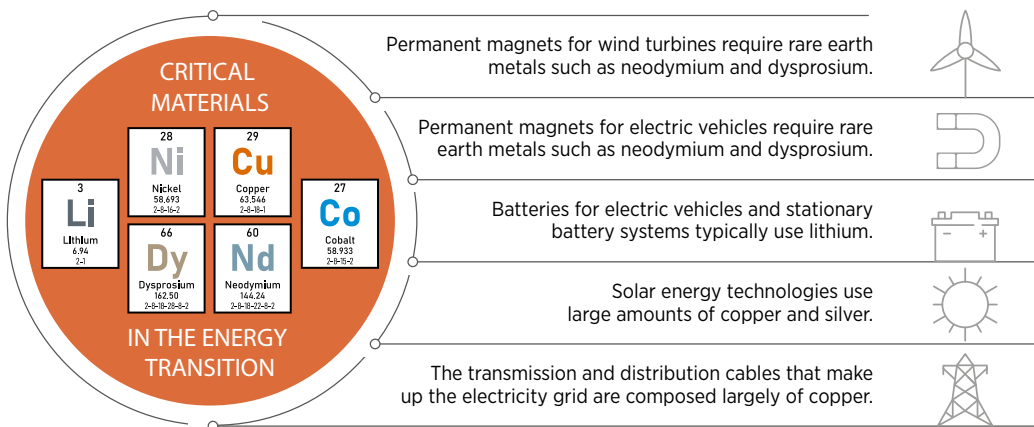 CRITICAL
MATERIALS
28
Ni
Nickel
58,693
2-8-16-2
29
Cu
Copper
63,546
2-8-18-1
3
Li
Lithium
6.94
2-1
27
Co
Cobalt
58,933
2-8-15-2
66
Dy
Dysprosium
162,50
2-8-18-28-8-2
60
Nd
Neodymium
144,24
2-8-18-22-8-2
IN THE ENERGY
TRANSITION
Permanent magnets for wind turbines require rare earth
metals such as neodymium and dysprosium.
Permanent magnets for electric vehicles require rare
earth metals such as neodymium and dysprosium.
Batteries for electric vehicles and stationary
battery systems typically use lithium.
Solar energy technologies use
large amounts of copper and silver.
The transmission and distribution cables that make
up the electricity grid are composed largely of copper.